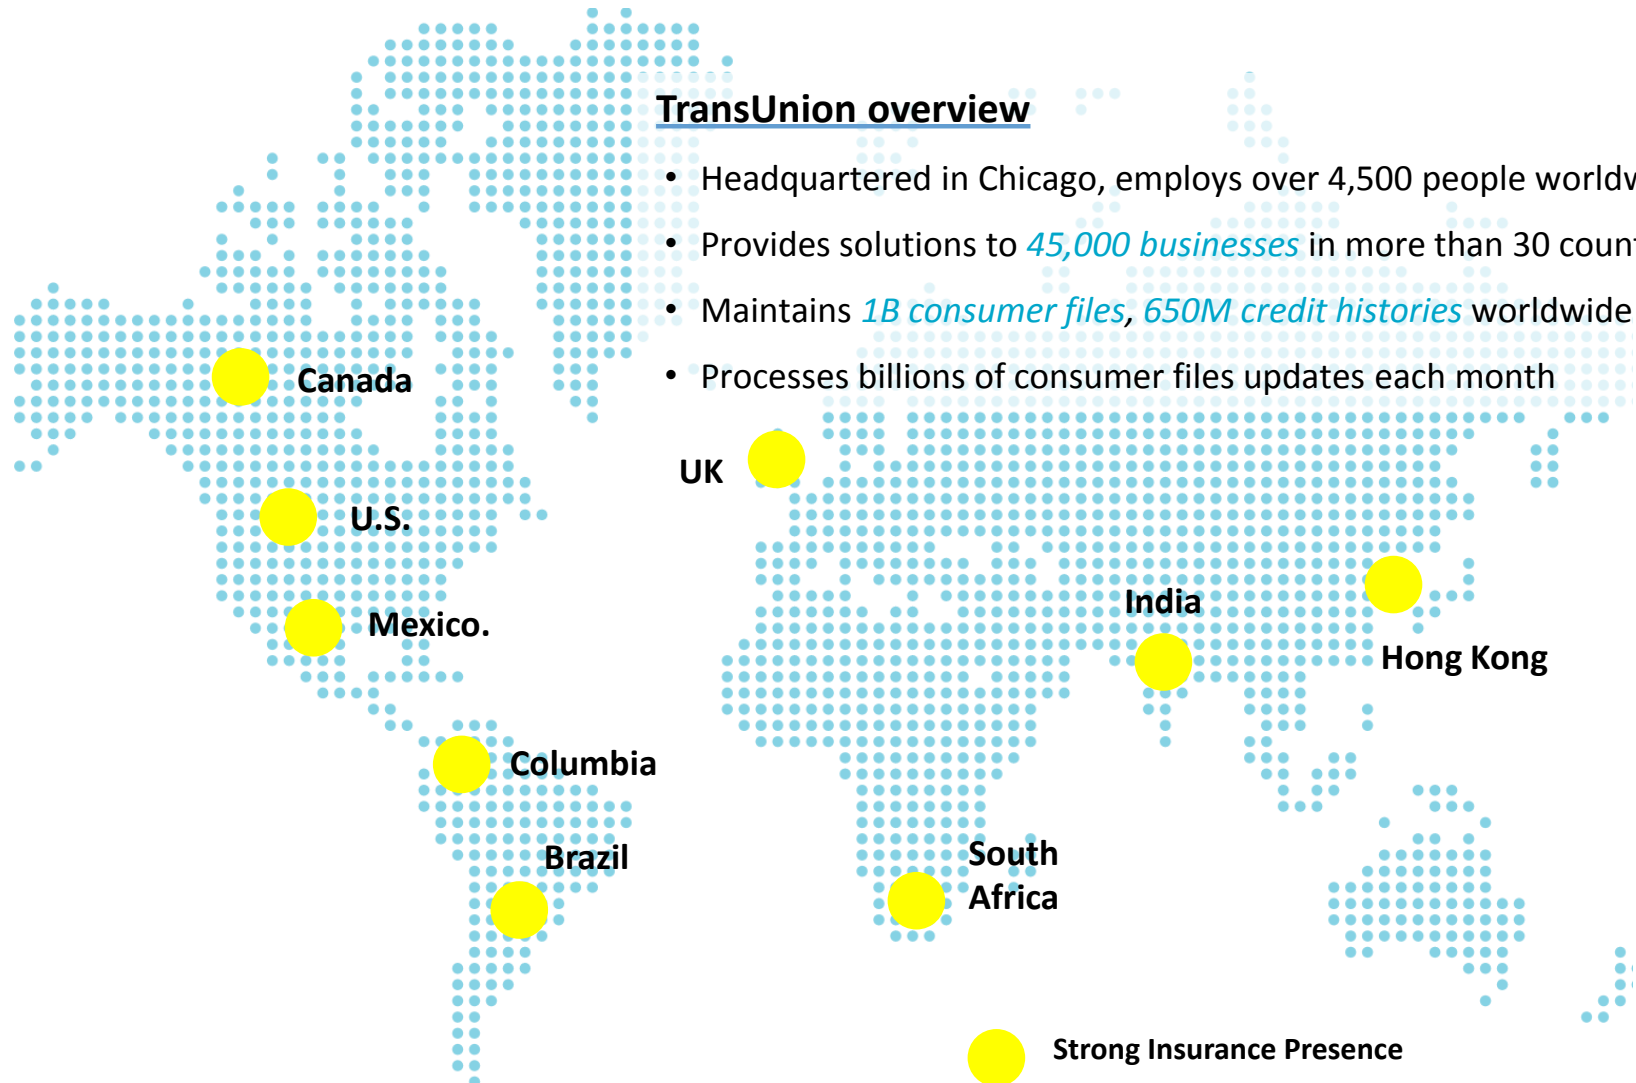 TransUnion overview
• Headquartered in Chicago, employs over 4,500 people
• Provides solutions to 45,000 businesses in more than 30
• Maintains 1B consumer files, 650M credit histories worldwide
• Processes billions of consumer files updates each month
Canada
UK
U.S.
India
Mexico.
Hong Kong
Columbia
Brazil
South
Africa
Strong Insurance Presence